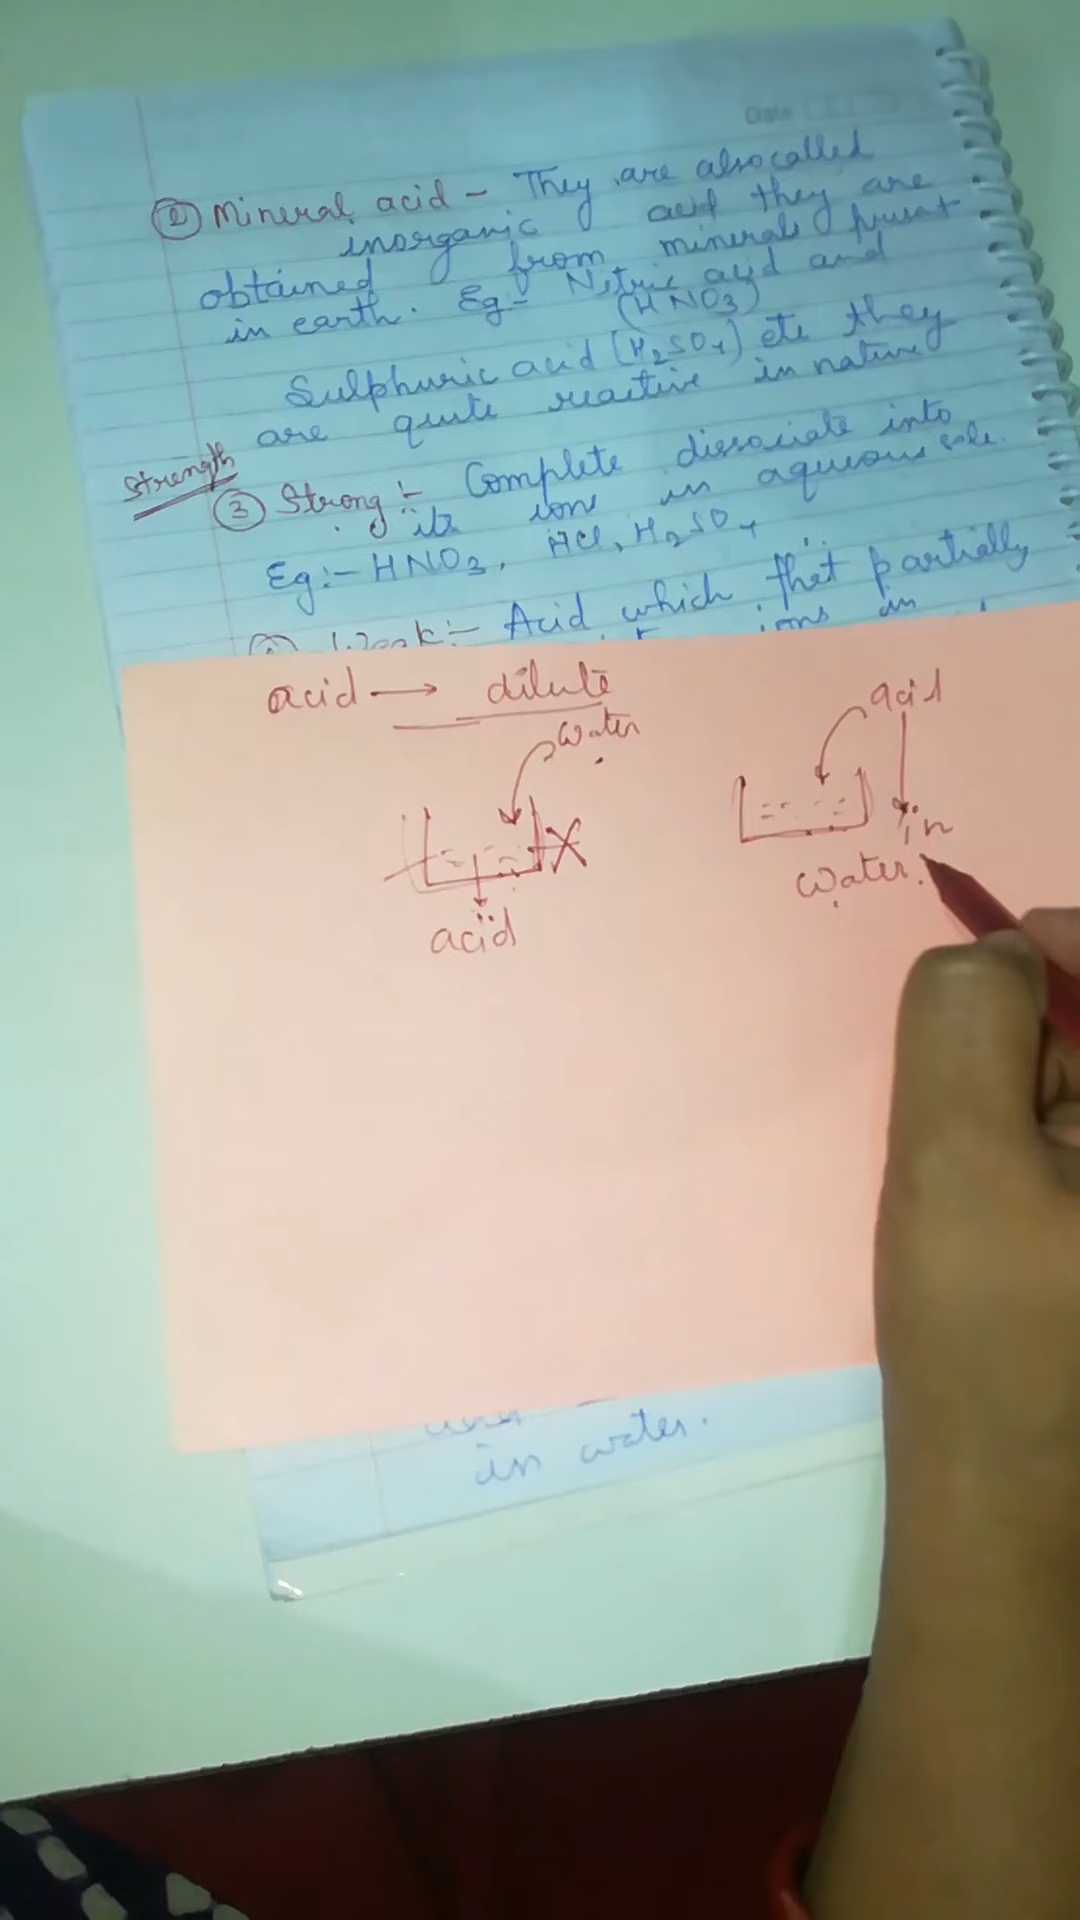 Date
② Mineral acid - They are also called
inorganic acid they are
obtained from minerals present
in earth. Eg:- Nitric acid and
(HNO3)
Sulphuric acid (H2SO4) etc they
are quite reactive in nature
Strength
③ Strong :- Complete dissociate into
its ions in aqueous soln.
Eg:- HNO3, HCl, H2SO4
Weak:- Acid which that partially
ions in
acid → dilute
water
X
acid
acid
in
water.
in water.